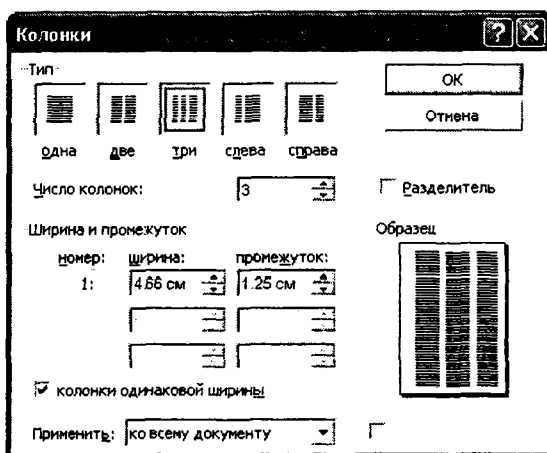 Колонки
Тип
ОК
Отмена
одна две три слева справа
Число колонок: 3
Разделитель
Ширина и промежуток
Образец
номер: ширина: промежуток:
1: 4.66 см 1.25 см
колонки одинаковой ширины
Применить: ко всему документу